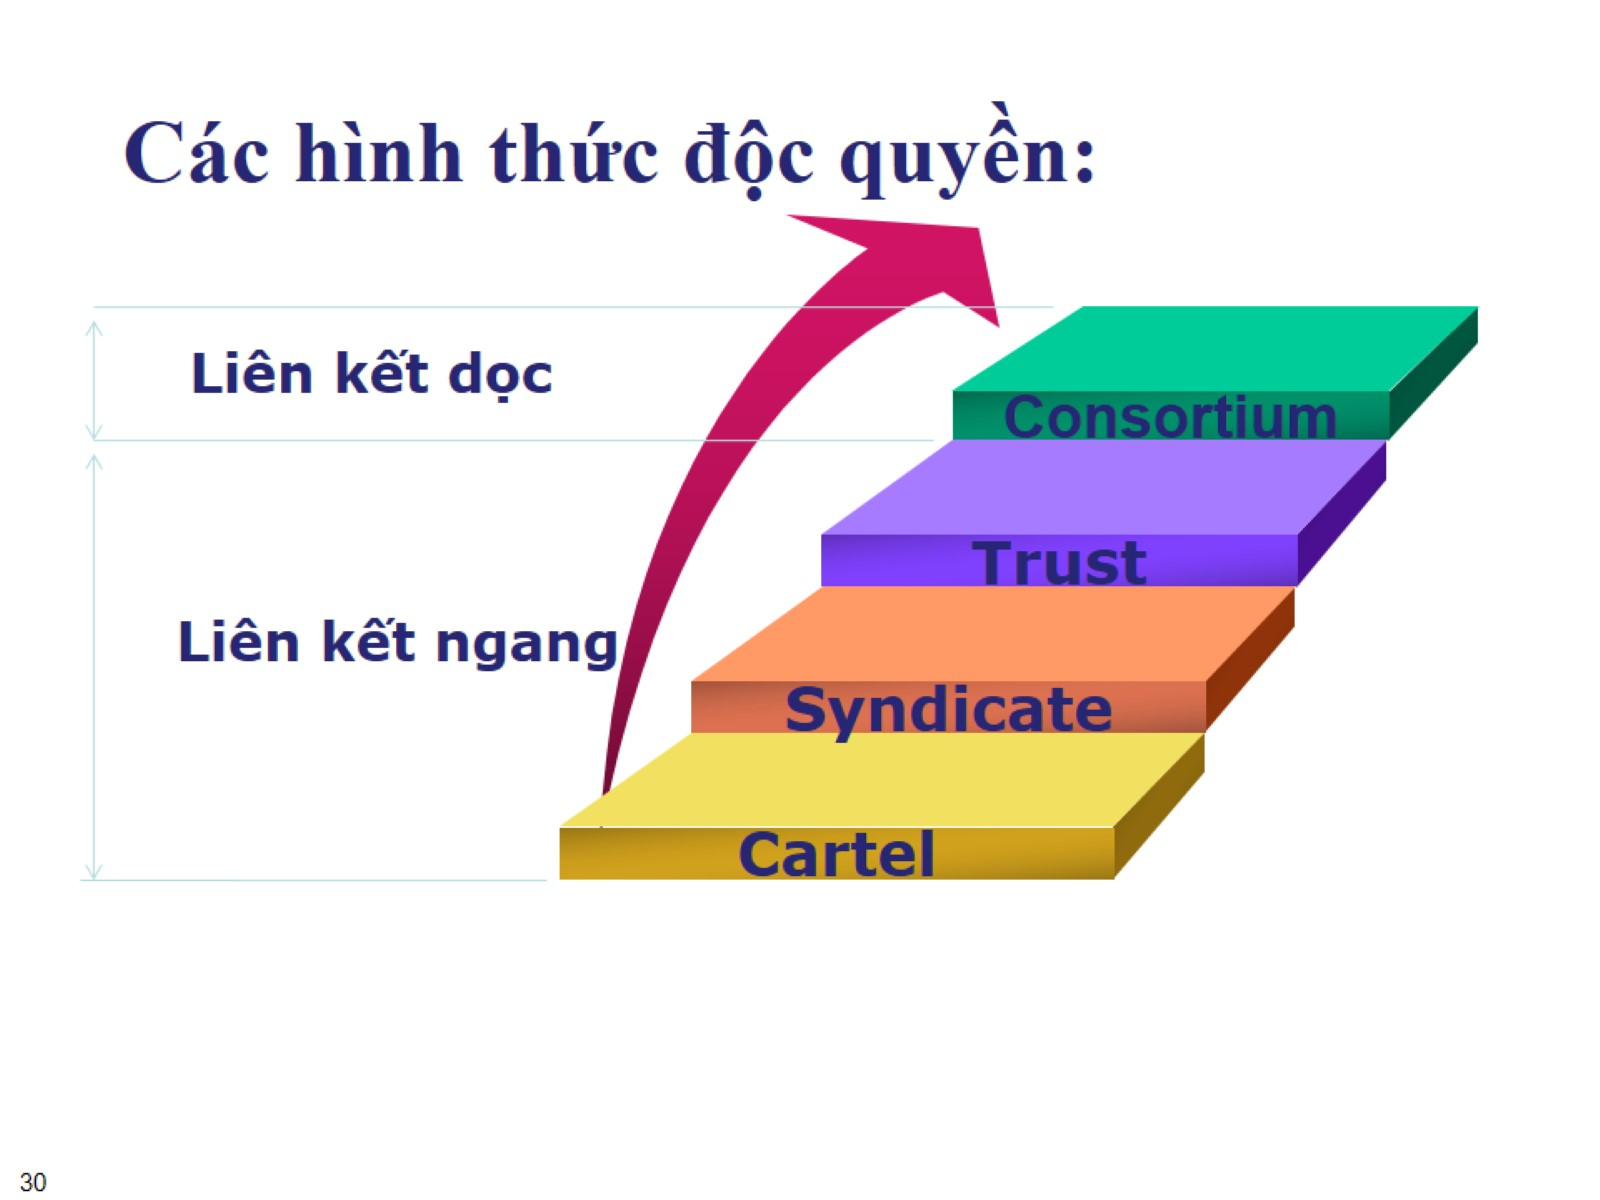 Các hình thức độc quyền:
Liên kết dọc
Consortium
Trust
Liên kết ngang
Syndicate
Cartel
30